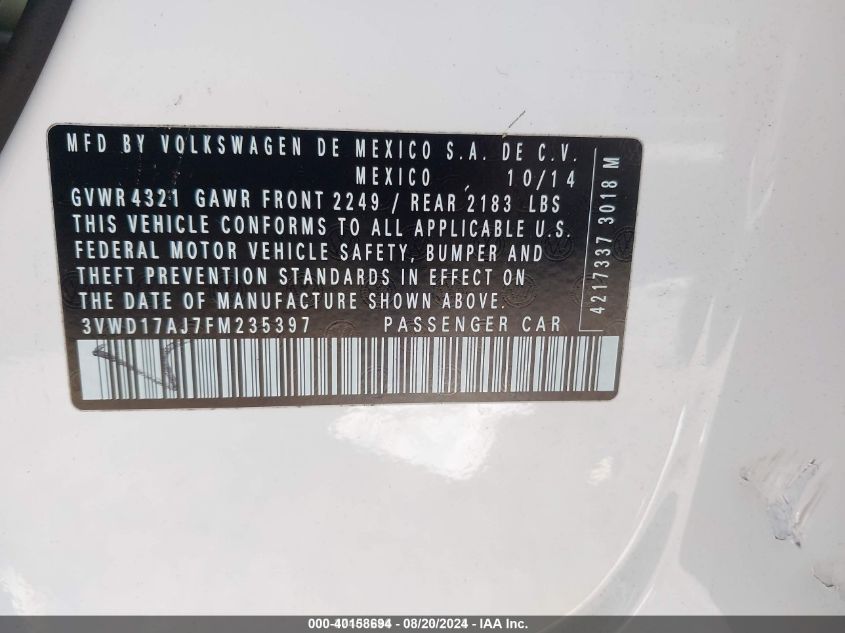 MFD BY VOLKSWAGEN DE MEXICO S.A. DE C.V.
MEXICO 10/14
GVWR 4321 GAWR FRONT 2249 / REAR 2183 LBS
THIS VEHICLE CONFORMS TO ALL APPLICABLE U.S.
FEDERAL MOTOR VEHICLE SAFETY, BUMPER AND
THEFT PREVENTION STANDARDS IN EFFECT ON
THE DATE OF MANUFACTURE SHOWN ABOVE.
3VWD17AJ7FM235397 PASSENGER CAR
4217337 3018 M
000-40158694 - 08/20/2024 - IAA Inc.